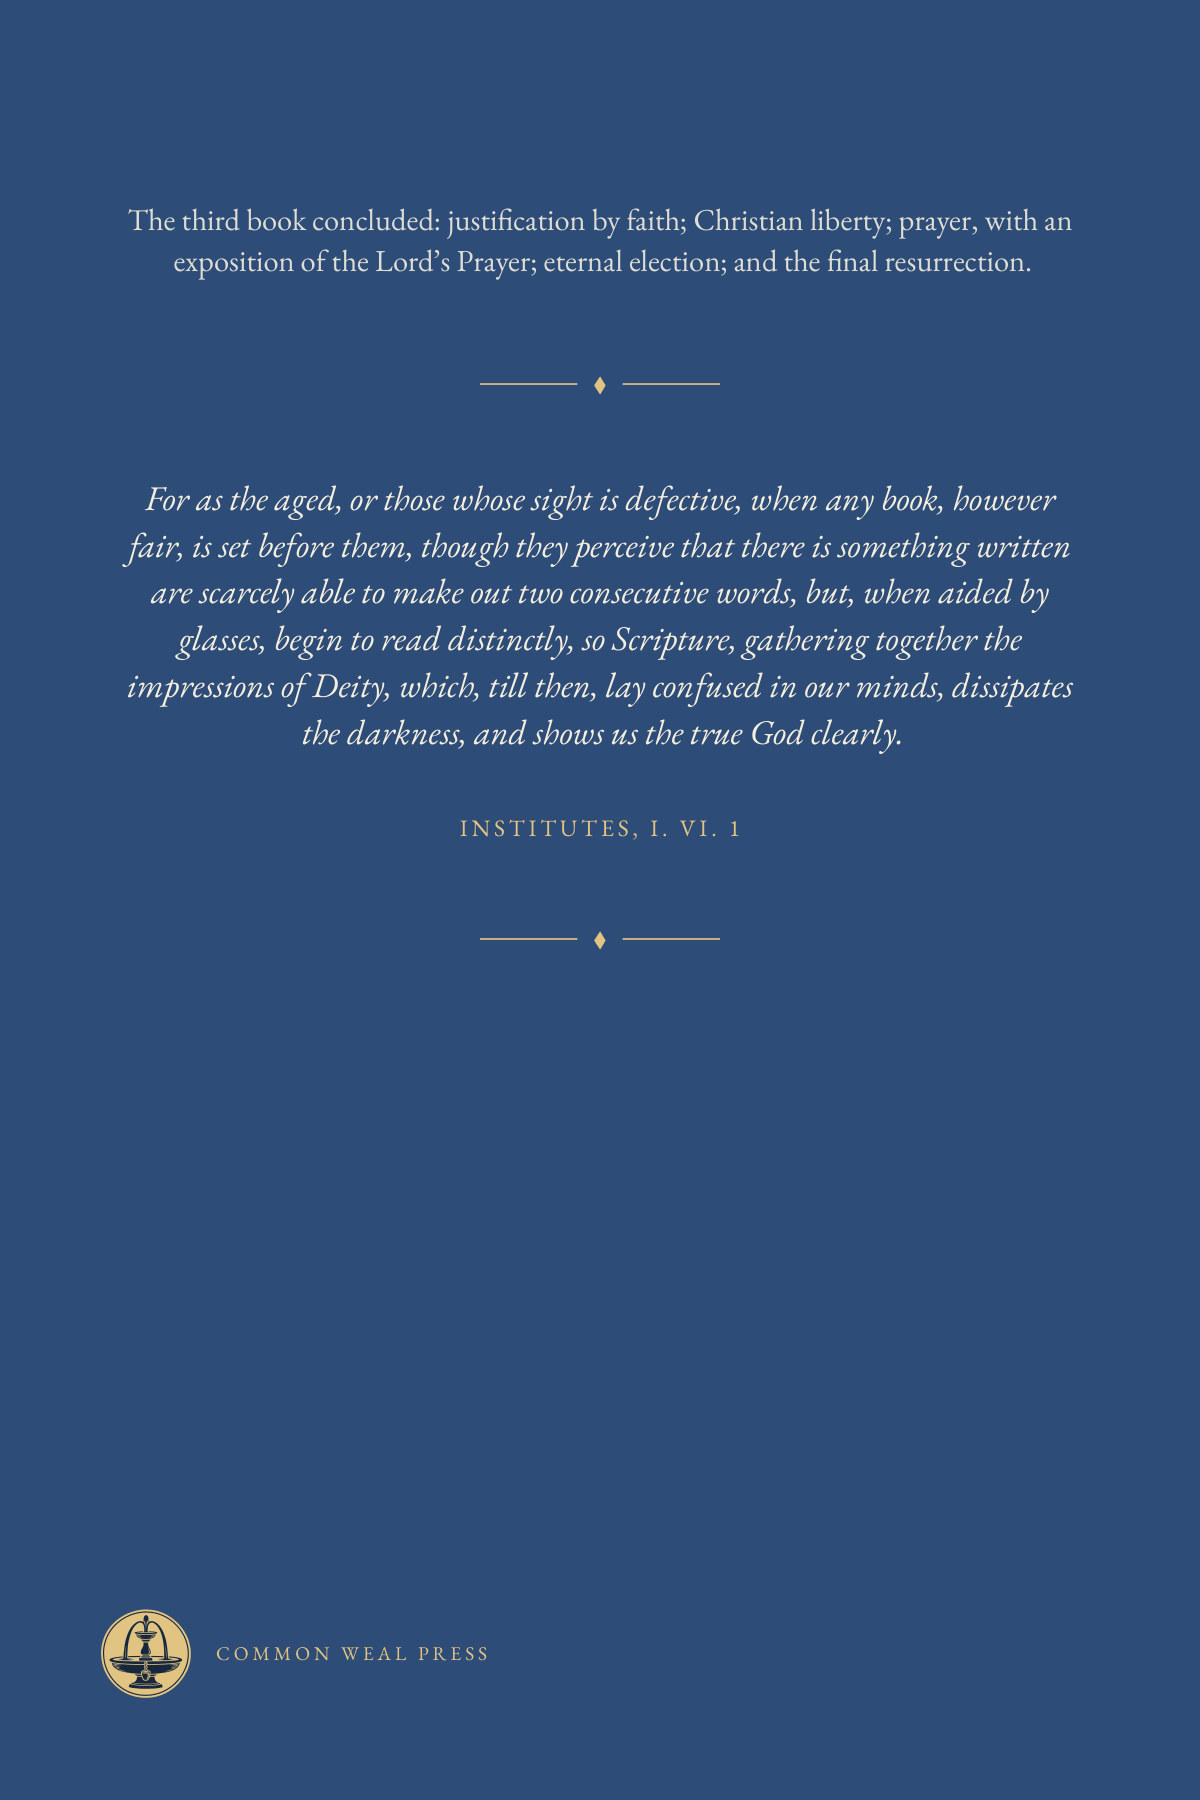 The third book concluded: justification by faith; Christian liberty; prayer, with an
exposition of the Lord’s Prayer; eternal election; and the final resurrection.
For as the aged, or those whose sight is defective, when any book, however
fair, is set before them, though they perceive that there is something written
are scarcely able to make out two consecutive words, but, when aided by
glasses, begin to read distinctly, so Scripture, gathering together the
impressions of Deity, which, till then, lay confused in our minds, dissipates
the darkness, and shows us the true God clearly.
INSTITUTES, I. VI. 1
COMMON WEAL PRESS